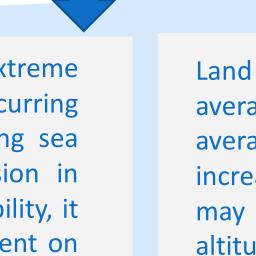 xtreme
curring
ng sea
sion in
bility, it
ent on
Land
avera
avera
increa
may
altitu